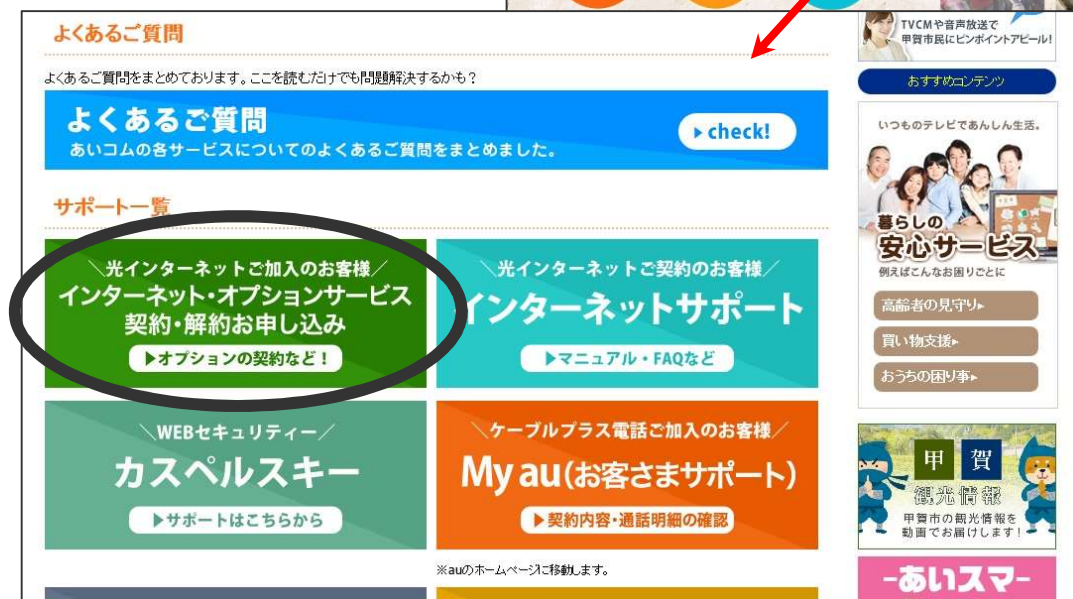 よくあるご質問
よくあるご質問をまとめております。ここを読むだけでも問題解決するかも?
よくあるご質問
あいコムの各サービスについてのよくあるご質問をまとめました。
▶check!
サポート一覧
＼光インターネットご加入のお客様／
インターネット・オプションサービス
契約・解約お申し込み
▶オプションの契約など!
＼光インターネットご契約のお客様／
インターネットサポート
▶マニュアル・FAQなど
＼WEBセキュリティー／
カスペルスキー
▶サポートはこちらから
＼ケーブルプラス電話ご加入のお客様／
My au(お客さまサポート)
▶契約内容・通話明細の確認
※auのホームページに移動します。
TVCMや音声放送で
甲賀市民にピンポイントアピール!
おすすめコンテンツ
いつものテレビであんしん生活。
暮らしの
安心サービス
例えばこんなお困りごとに
高齢者の見守り▶
買い物支援▶
おうちの困り事▶
甲賀
観光情報
甲賀市の観光情報を
動画でお届けします!
-あいスマ-